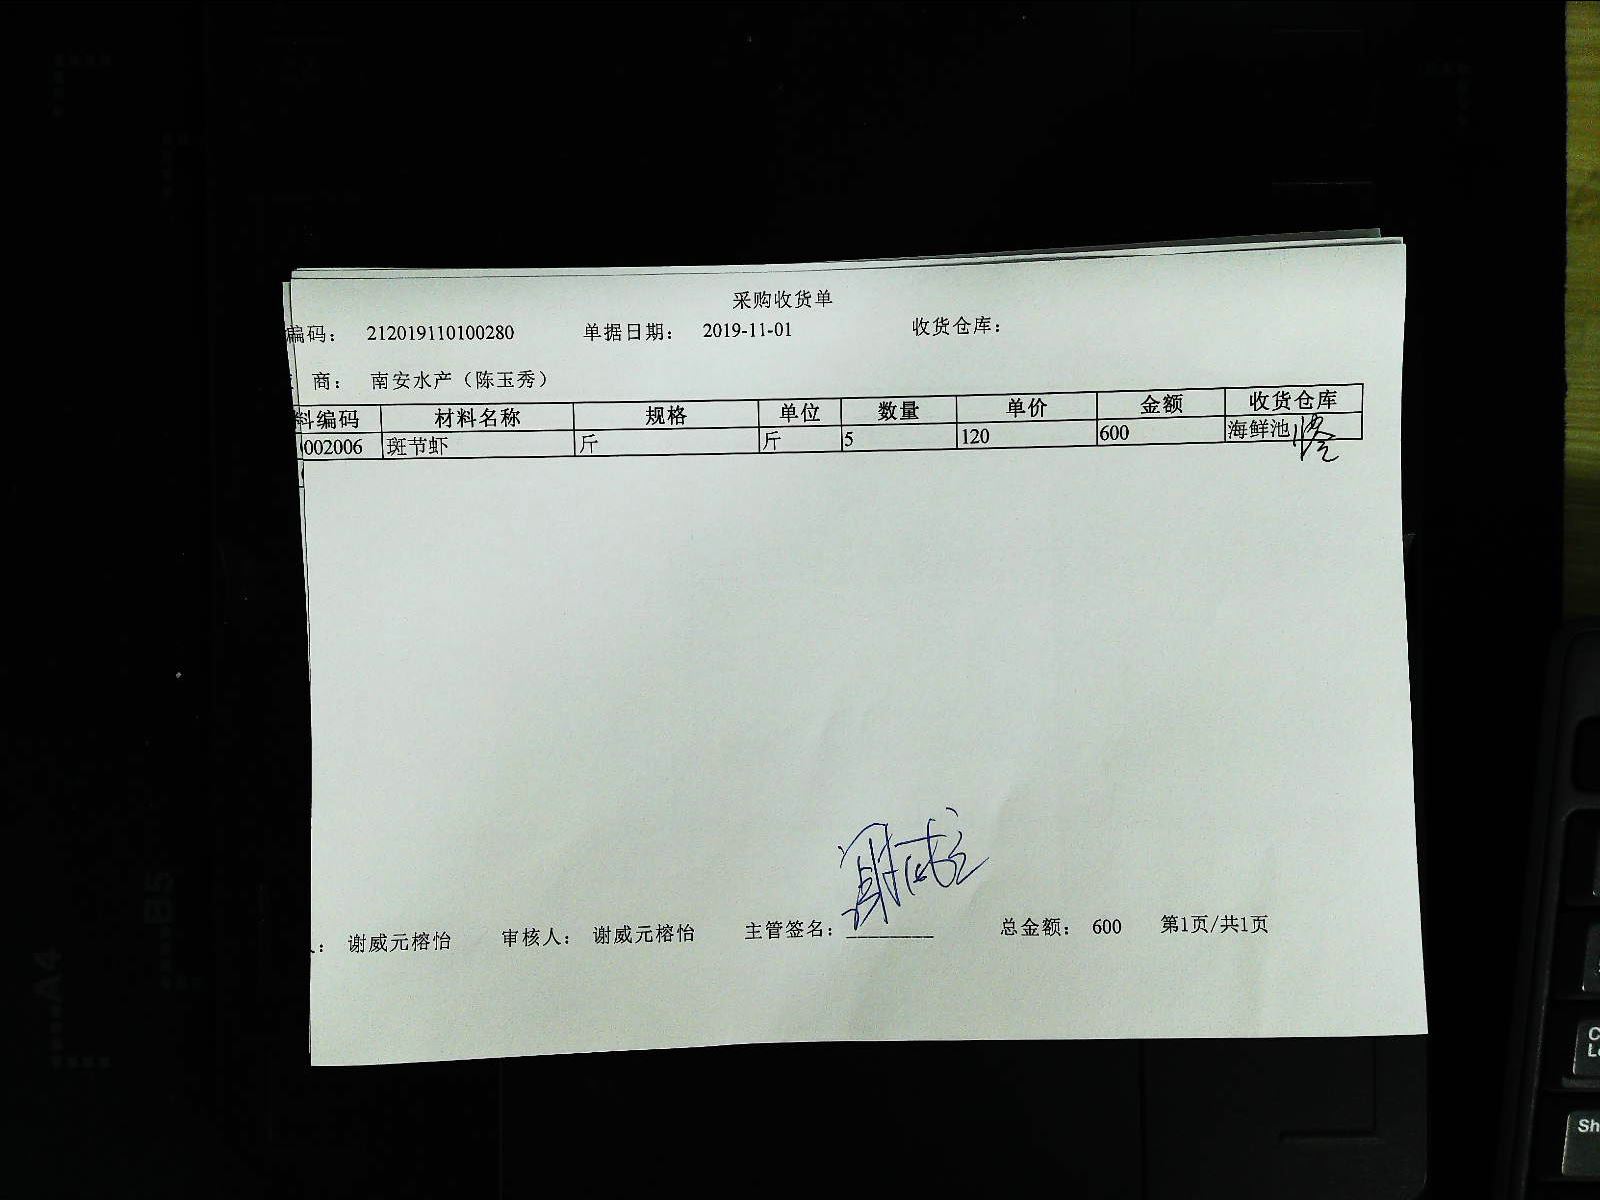 采购收货单
编码： 212019110100280 单据日期： 2019-11-01 收货仓库：
商： 南安水产（陈玉秀）
料编码 材料名称 规格 单位 数量 单价 金额 收货仓库
002006 斑节虾 斤 斤 5 120 600 海鲜池
： 谢威元榕怡 审核人： 谢威元榕怡 主管签名： 总金额： 600 第1页/共1页
A4
B5
Sh